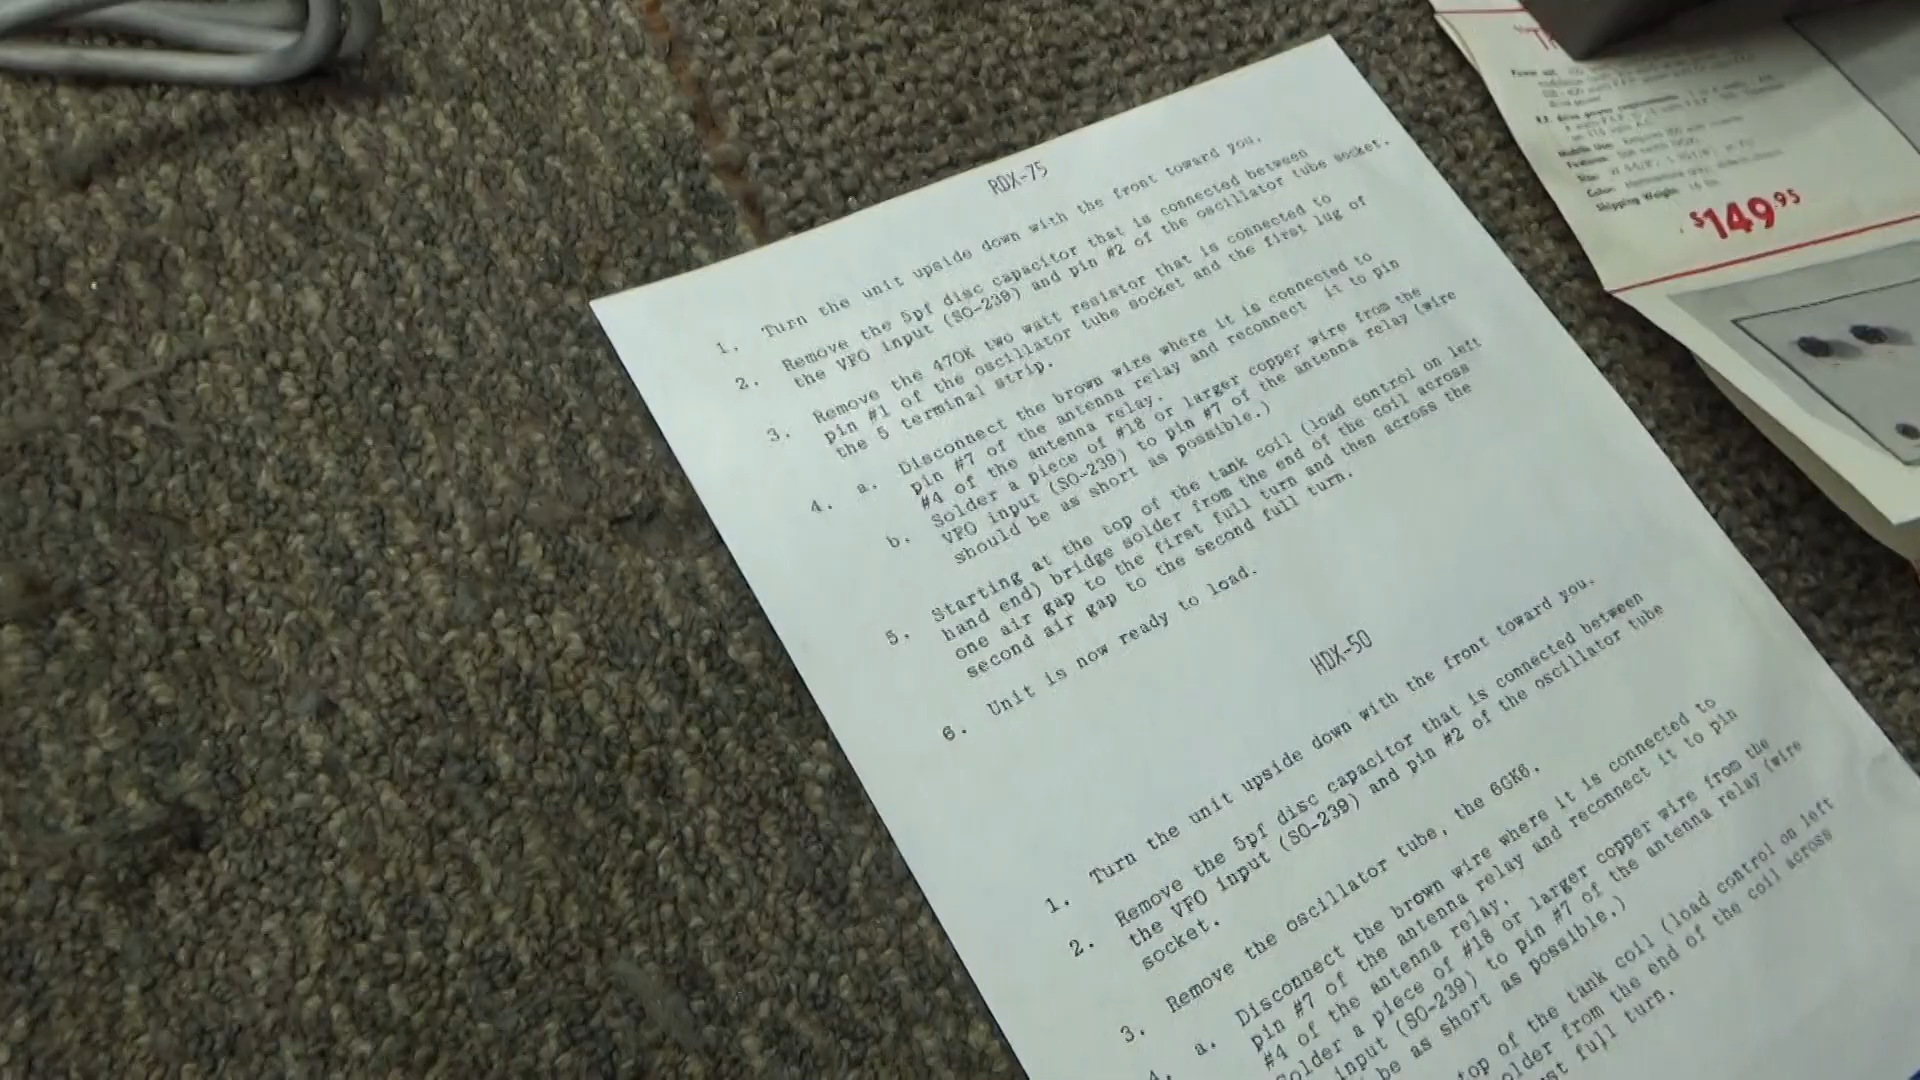 RDX-75
1. Turn the unit upside down with the front toward you.
2. Remove the 5pf disc capacitor that is connected between
the VFO input (SO-239) and pin #2 of the oscillator tube socket.
3. Remove the 470K two watt resistor that is connected to
pin #1 of the oscillator tube socket and the first lug of
the 5 terminal strip.
4. a. Disconnect the brown wire where it is connected to
pin #7 of the antenna relay and reconnect it to pin
#4 of the antenna relay.
b. Solder a piece of #18 or larger copper wire from the
VFO input (SO-239) to pin #7 of the antenna relay (wire
should be as short as possible.)
5. Starting at the top of the tank coil (load control on left
hand end) bridge solder from the end of the coil across
one air gap to the first full turn and then across the
second air gap to the second full turn.
6. Unit is now ready to load.
HDX-50
1. Turn the unit upside down with the front toward you.
2. Remove the 5pf disc capacitor that is connected between
the VFO input (SO-239) and pin #2 of the oscillator tube
socket.
3. Remove the oscillator tube, the 6GK6.
4. a. Disconnect the brown wire where it is connected to
pin #7 of the antenna relay and reconnect it to pin
#4 of the antenna relay.
Solder a piece of #18 or larger copper wire from the
input (SO-239) to pin #7 of the antenna relay (wire
be as short as possible.)
top of the tank coil (load control on left
solder from the end of the coil across
full turn.
Power out:
R.F. drive power requirements:
Mobile Use:
Features:
Size:
Color:
Shipping Weight:
$149.95